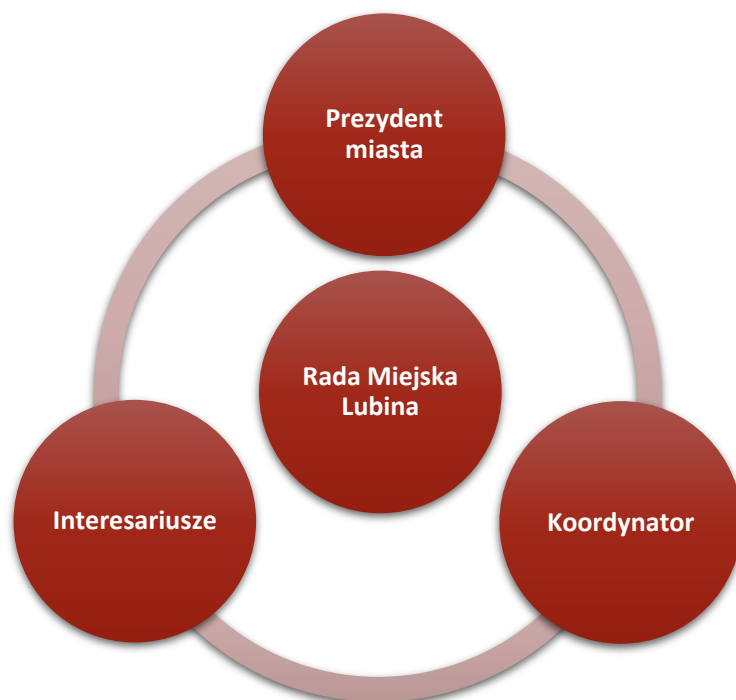 Prezydent
miasta
Rada Miejska
Lubina
Interesariusze
Koordynator